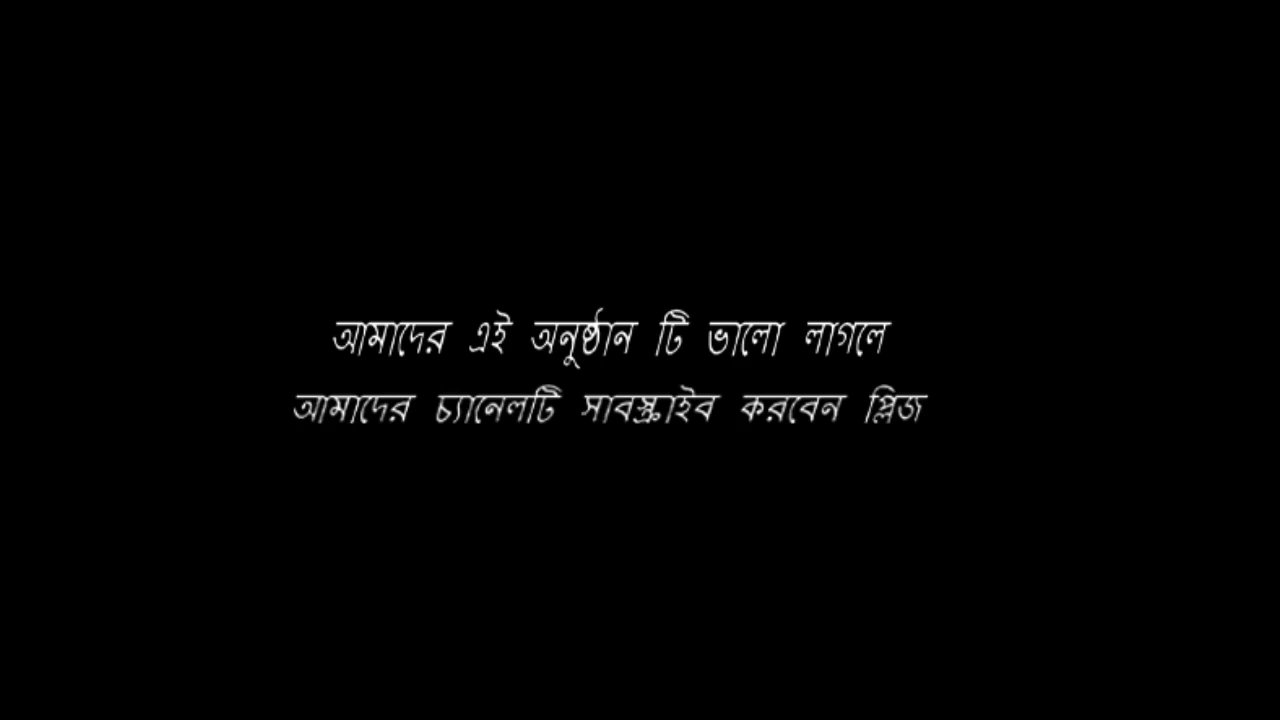 আমাদের এই অনুষ্ঠান টি ভালো লাগলে
আমাদের চ্যানেলটি সাবস্ক্রাইব করবেন প্লিজ